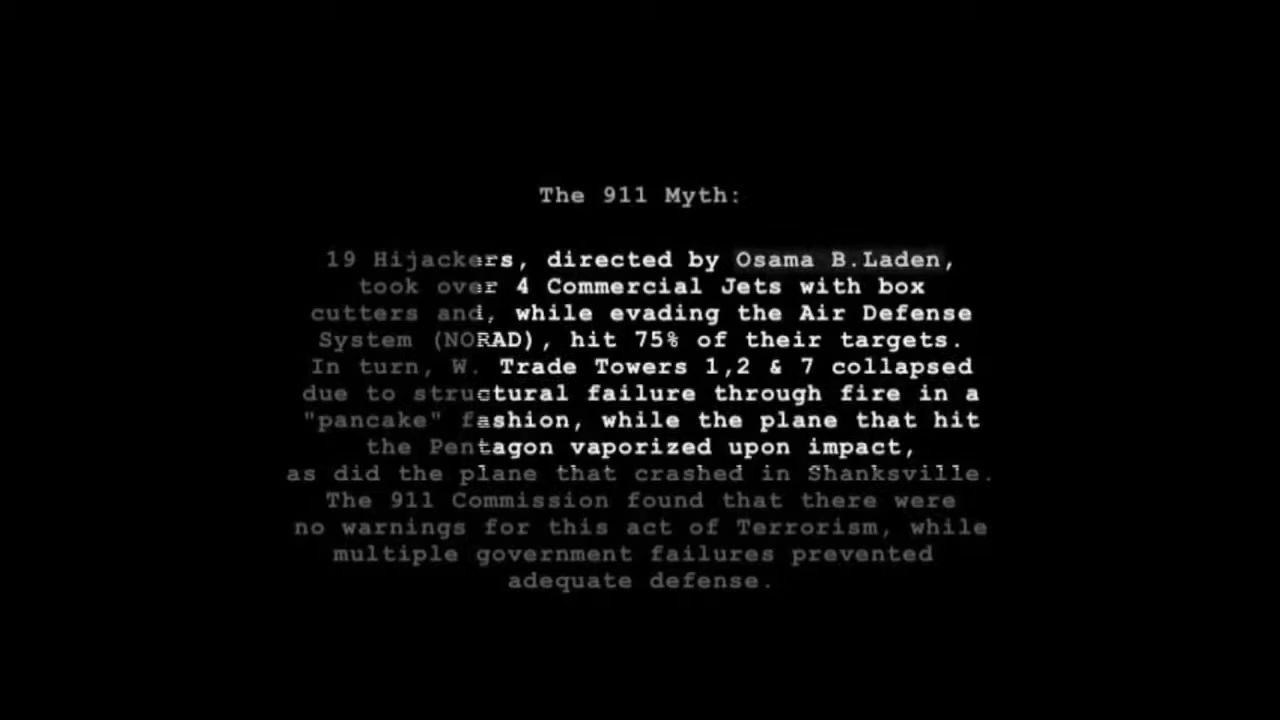 The 911 Myth:
19 Hijackers, directed by Osama B.Laden,
took over 4 Commercial Jets with box
cutters and, while evading the Air Defense
System (NORAD), hit 75% of their targets.
In turn, W. Trade Towers 1,2 & 7 collapsed
due to structural failure through fire in a
"pancake" fashion, while the plane that hit
the Pentagon vaporized upon impact,
as did the plane that crashed in Shanksville.
The 911 Commission found that there were
no warnings for this act of Terrorism, while
multiple government failures prevented
adequate defense.